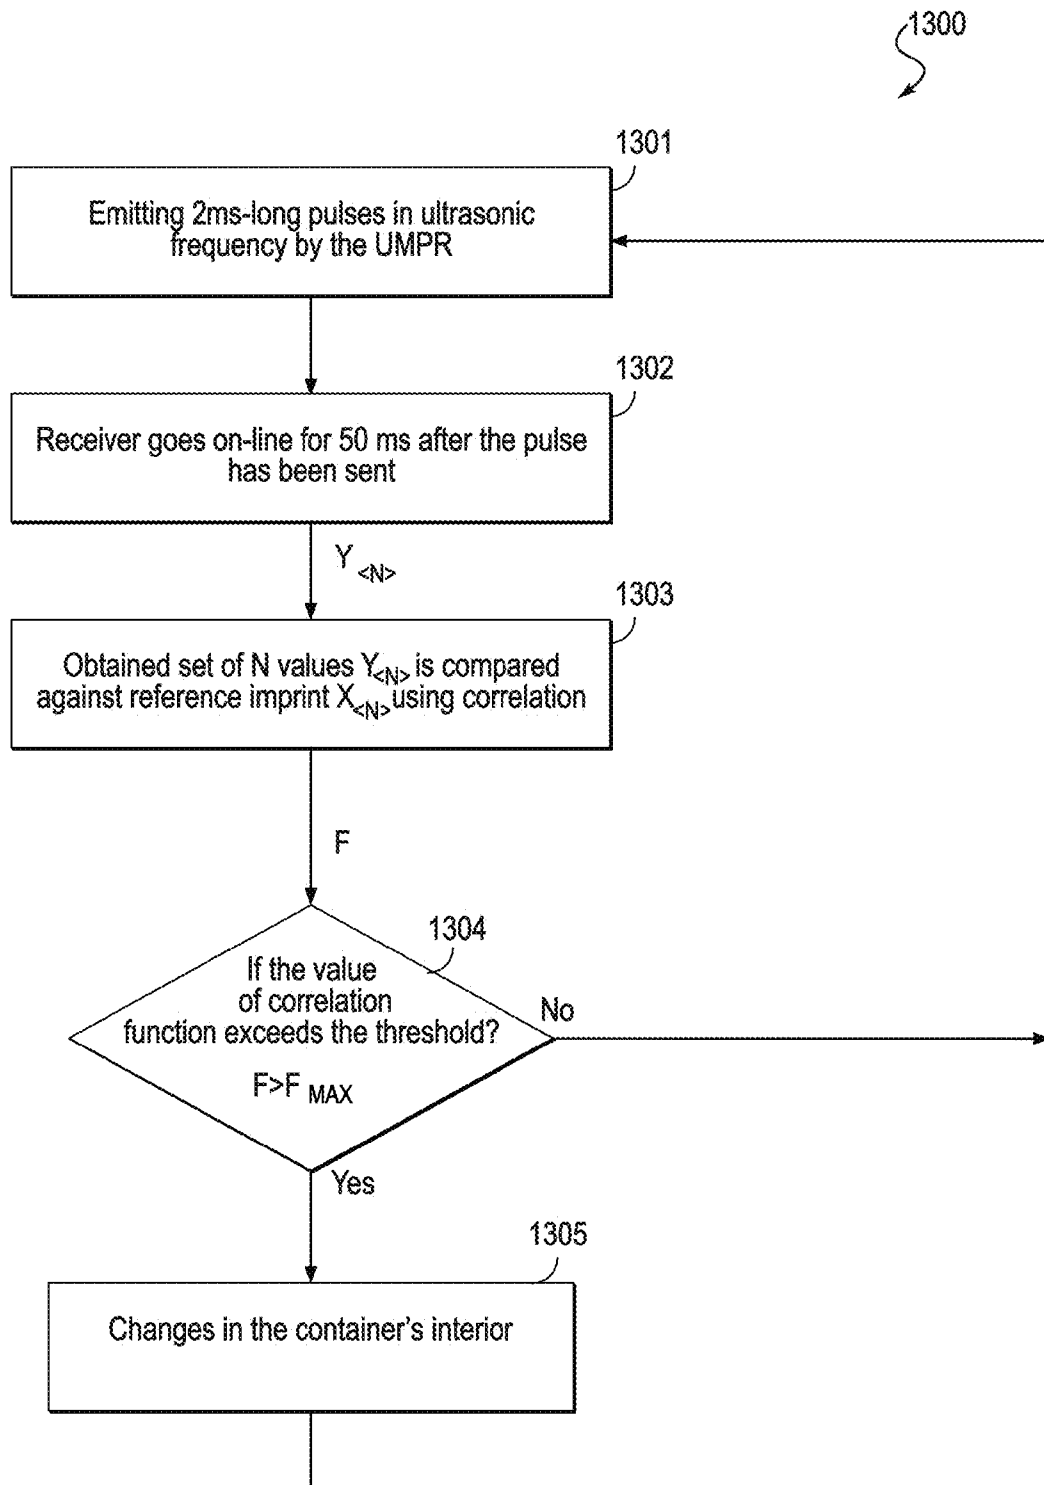 1300
1301
Emitting 2ms-long pulses in ultrasonic
frequency by the UMPR
1302
Receiver goes on-line for 50 ms after the pulse
has been sent
Y <N>
1303
Obtained set of N values Y<N> is compared
against reference imprint X<N> using correlation
F
1304
If the value
of correlation
function exceeds the threshold?
F>F MAX
No
Yes
1305
Changes in the container's interior